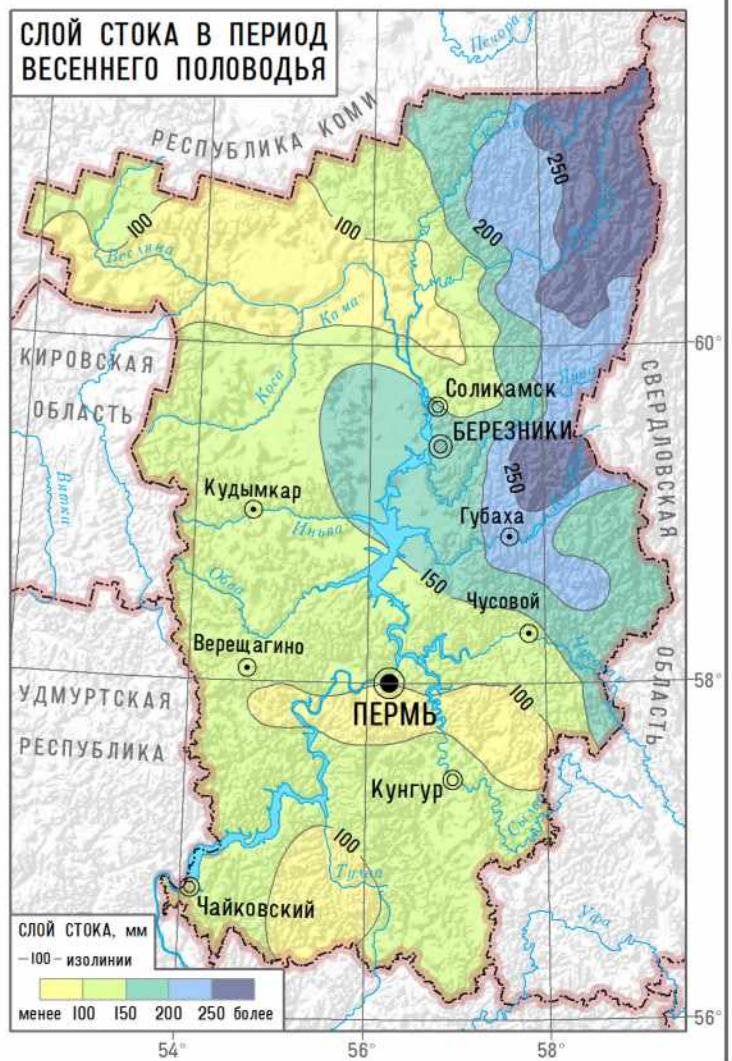 СЛОЙ СТОКА В ПЕРИОД
ВЕСЕННЕГО ПОЛОВОДЬЯ
Печора
РЕСПУБЛИКА КОМИ
250
200
100
100
Весляна
Кама
60°
КИРОВСКАЯ
ОБЛАСТЬ
СВЕРДЛОВСКАЯ
ОБЛАСТЬ
Коса
Яйва
Соликамск
БЕРЕЗНИКИ
250
Вятка
Кудымкар
Иньва
Губаха
Обва
150
Чусовой
Верещагино
58°
УДМУРТСКАЯ
РЕСПУБЛИКА
ПЕРМЬ
100
Кунгур
Сылва
100
Тулва
Чайковский
Уфа
СЛОЙ СТОКА, мм
–100– изолинии
менее 100 150 200 250 более
56°
54° 56° 58°